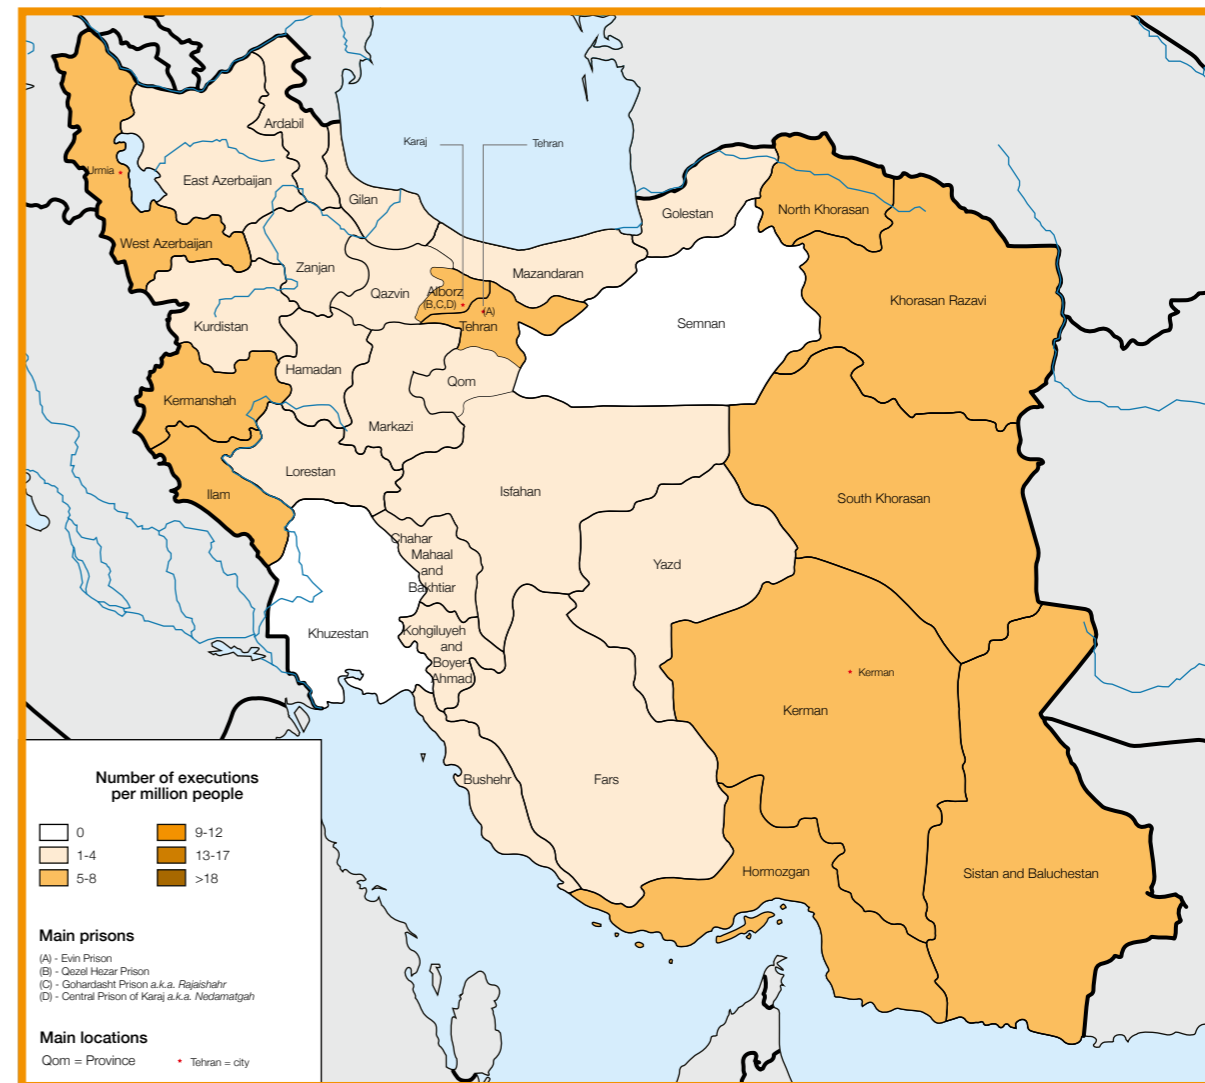 Ardabil
Karaj
Tehran
Urmia
East Azerbaijan
Gilan
Golestan
North Khorasan
West Azerbaijan
Zanjan
Mazandaran
Qazvin
Alborz
(B,C,D)
(A)
Tehran
Khorasan Razavi
Kurdistan
Semnan
Hamadan
Qom
Kermanshah
Markazi
Lorestan
Isfahan
Ilam
South Khorasan
Chahar
Mahaal
and
Bakhtiar
Yazd
Khuzestan
Kohgiluyeh
and
Boyer-
Ahmad
Kerman
Kerman
Bushehr
Fars
Hormozgan
Sistan and Baluchestan
Number of executions
per million people
0
9-12
1-4
13-17
5-8
>18
Main prisons
(A) - Evin Prison
(B) - Qezel Hezar Prison
(C) - Gohardasht Prison a.k.a. Rajaishahr
(D) - Central Prison of Karaj a.k.a. Nedamatgah
Main locations
Qom = Province
Tehran = city